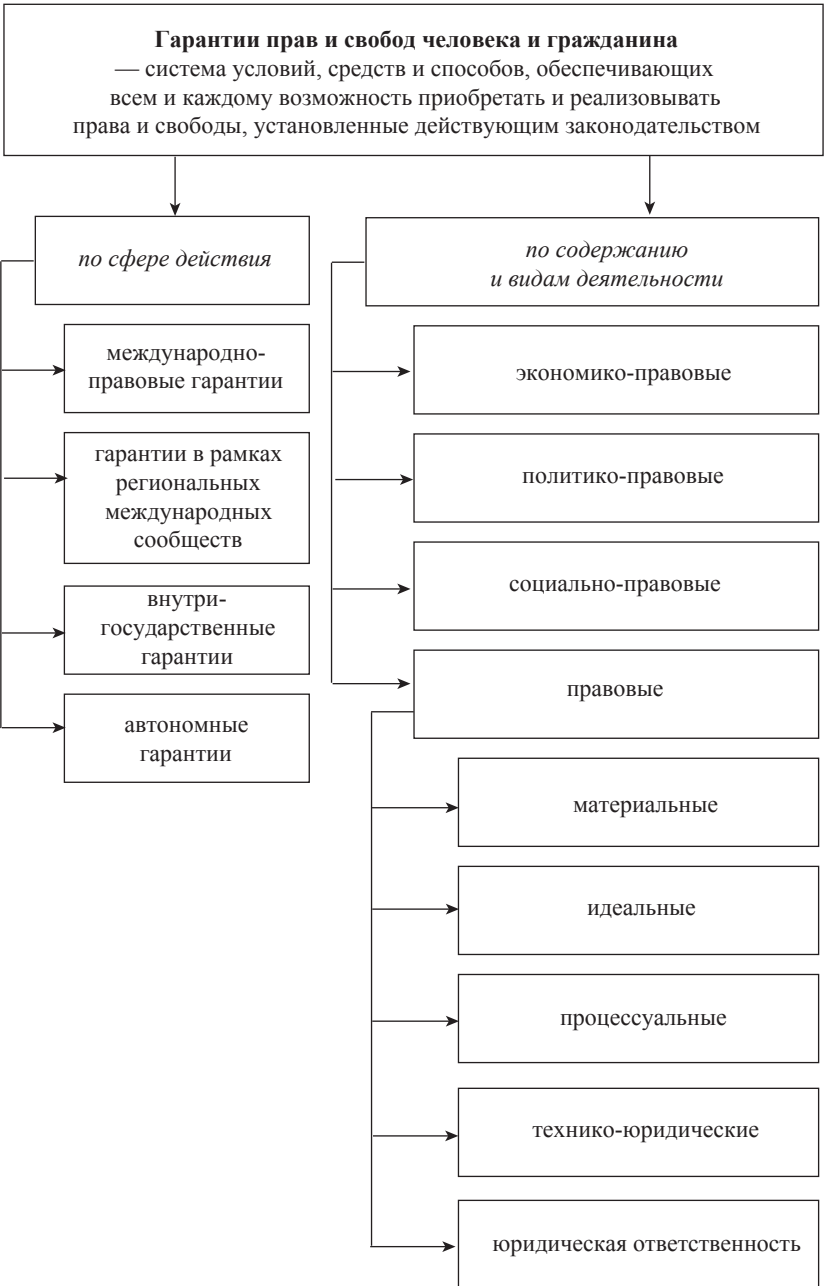 Гарантии прав и свобод человека и гражданина
— система условий, средств и способов, обеспечивающих
всем и каждому возможность приобретать и реализовывать
права и свободы, установленные действующим законодательством
по сфере действия
международно-
правовые гарантии
гарантии в рамках
региональных
международных
сообществ
внутри-
государственные
гарантии
автономные
гарантии
по содержанию
и видам деятельности
экономико-правовые
политико-правовые
социально-правовые
правовые
материальные
идеальные
процессуальные
технико-юридические
юридическая ответственность